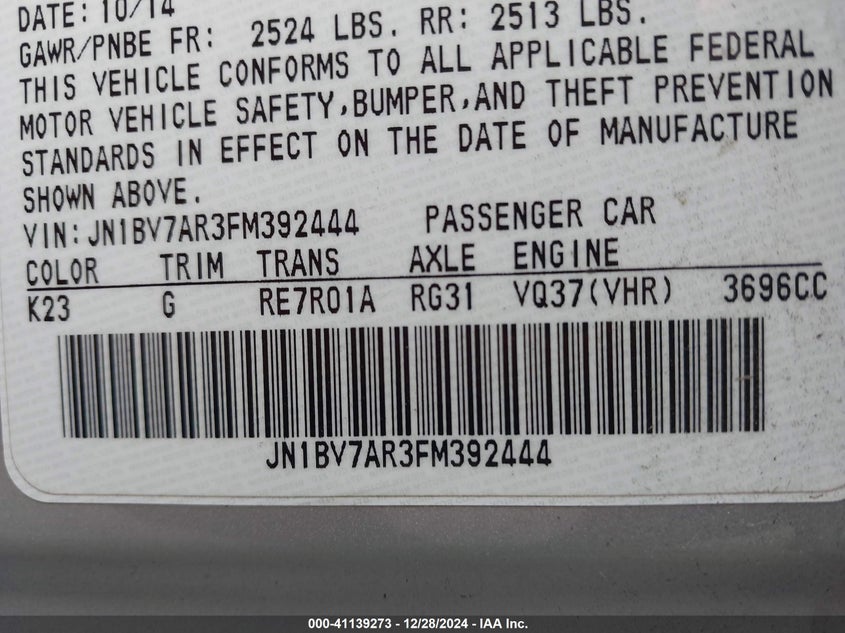 DATE: 10/14
GAWR/PNBE FR: 2524 LBS. RR: 2513 LBS.
THIS VEHICLE CONFORMS TO ALL APPLICABLE FEDERAL
MOTOR VEHICLE SAFETY,BUMPER,AND THEFT PREVENTION
STANDARDS IN EFFECT ON THE DATE OF MANUFACTURE
SHOWN ABOVE.
VIN:JN1BV7AR3FM392444 PASSENGER CAR
COLOR TRIM TRANS AXLE ENGINE
K23 G RE7R01A RG31 VQ37(VHR) 3696CC
JN1BV7AR3FM392444
000-41139273 - 12/28/2024 - IAA Inc.